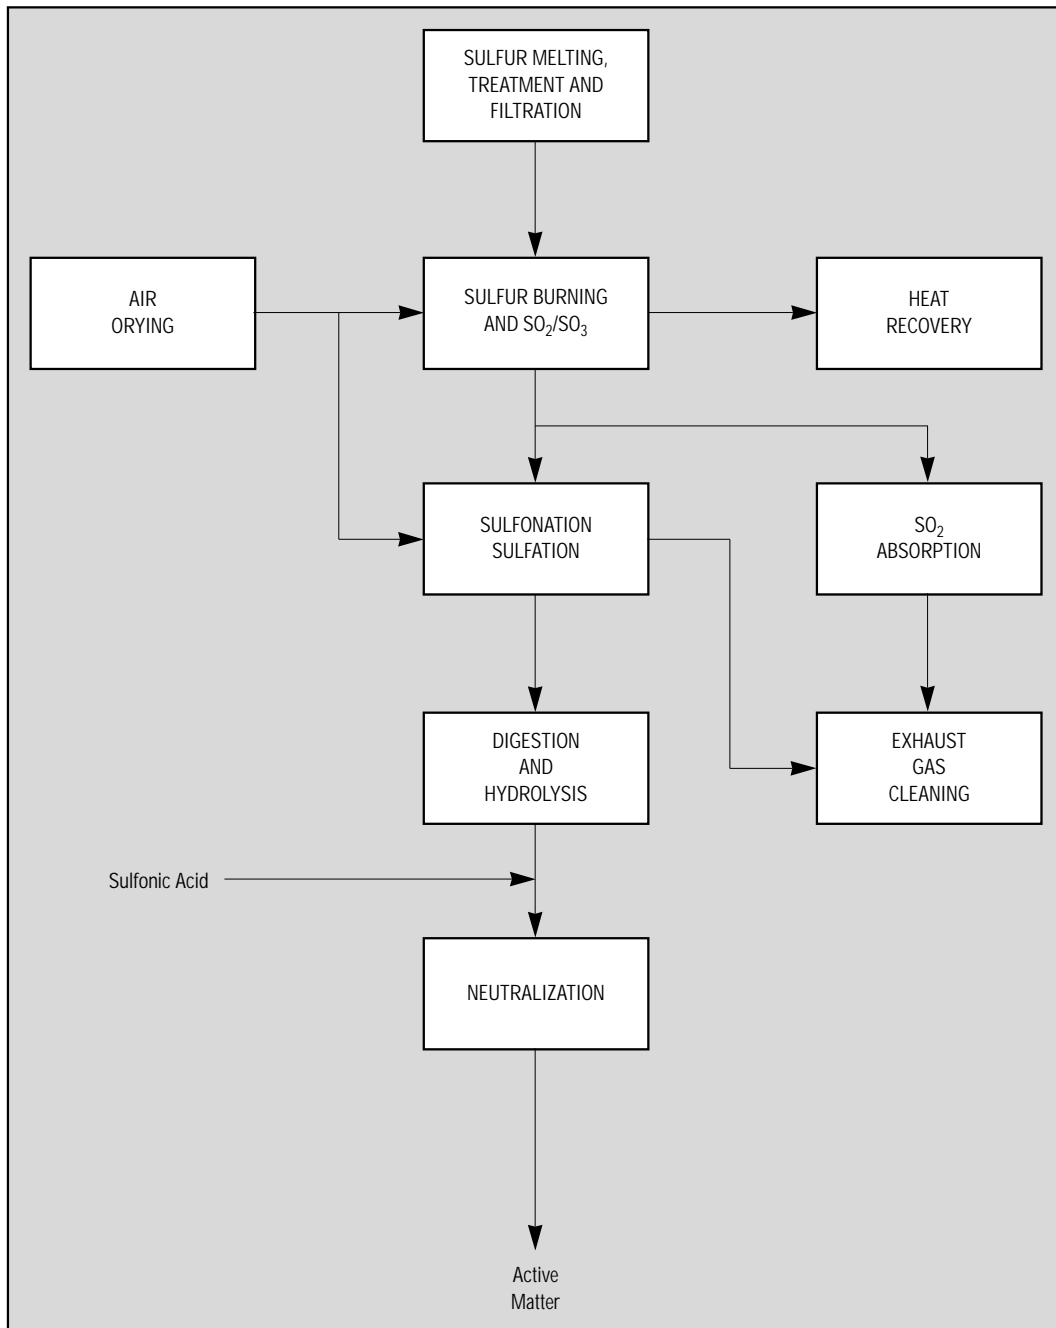 SULFUR MELTING,
TREATMENT AND
FILTRATION
AIR
ORYING
SULFUR BURNING
AND SO₂/SO₃
HEAT
RECOVERY
SULFONATION
SULFATION
SO₂
ABSORPTION
DIGESTION
AND
HYDROLYSIS
EXHAUST
GAS
CLEANING
Sulfonic Acid
NEUTRALIZATION
Active
Matter